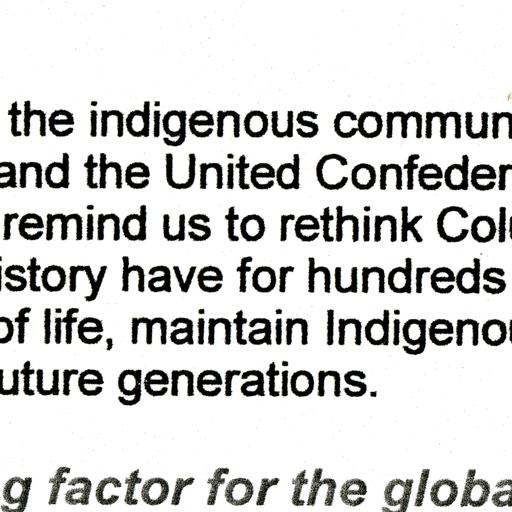 the indigenous commun
and the United Confeder
remind us to rethink Colu
istory have for hundreds
of life, maintain Indigenou
uture generations.
g factor for the globa